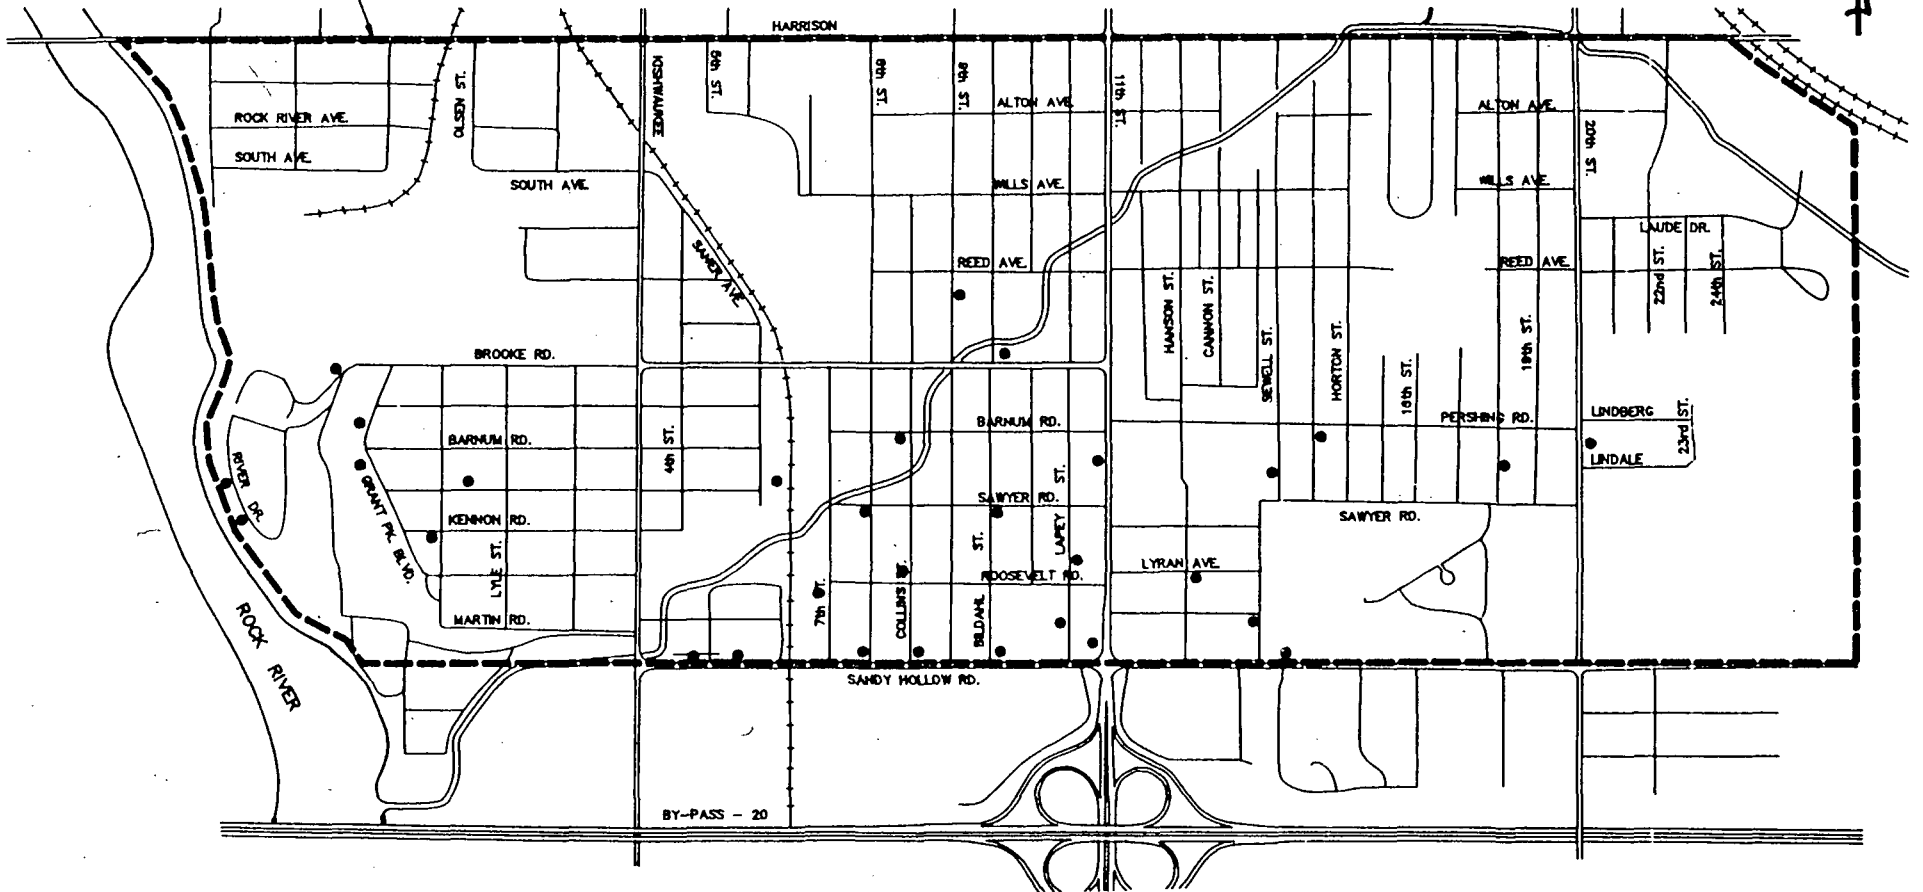 HARRISON
OLSEN ST.
KISHWAUKEE
5th ST.
8th ST.
9th ST.
ALTON AVE.
11th ST.
ALTON AVE.
20th ST.
ROCK RIVER AVE.
SOUTH AVE.
SOUTH AVE.
WILLS AVE.
WILLS AVE.
LAUDE DR.
SANER AVE.
REED AVE.
REED AVE.
22nd ST.
24th ST.
HANSON ST.
CANNON ST.
SEWELL ST.
HORTON ST.
16th ST.
19th ST.
BROOKE RD.
BARNUM RD.
4th ST.
BARNUM RD.
PERSHING RD.
LINDBERG
23rd ST.
LINDALE
RIVER DR.
GRANT PK. BLVD.
KENNON RD.
SAWYER RD.
LAPEY ST.
SAWYER RD.
LYLE ST.
ROOSEVELT RD.
LYRAN AVE.
MARTIN RD.
7th ST.
COLLINS ST.
BILDAHL ST.
ROCK RIVER
SANDY HOLLOW RD.
BY-PASS - 20